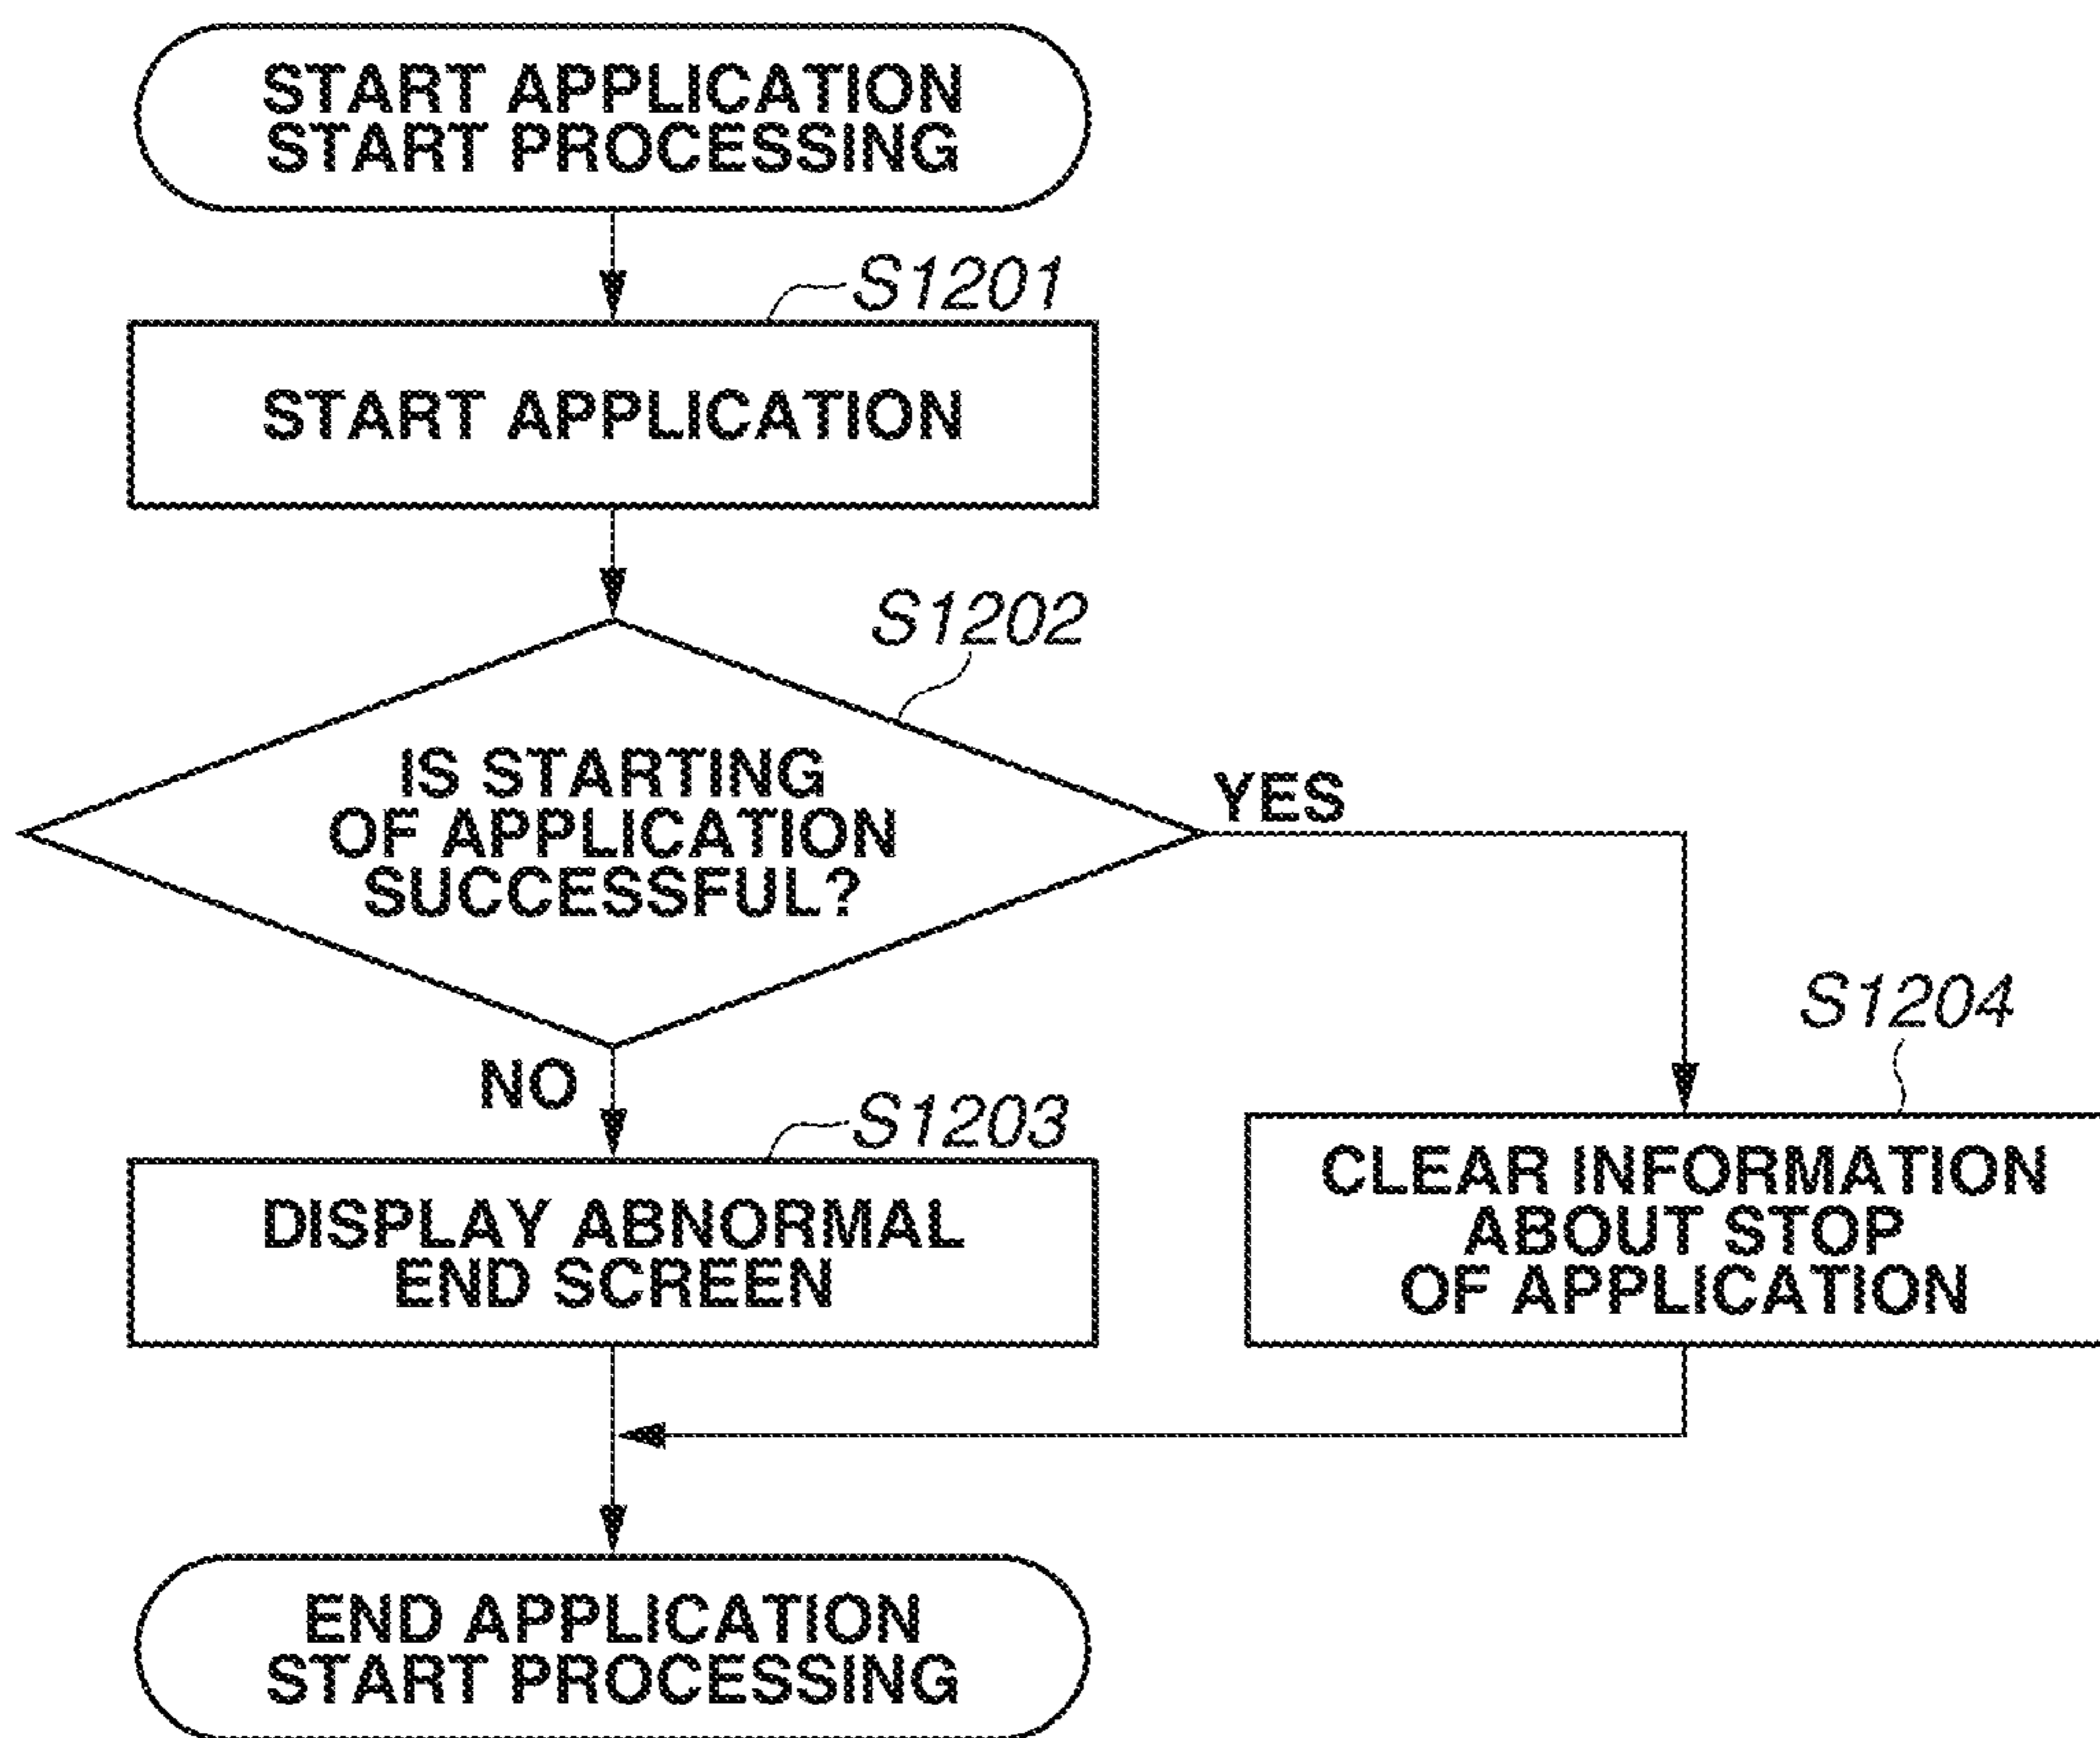 START APPLICATION
START PROCESSING
S1201
START APPLICATION
S1202
IS STARTING
OF APPLICATION
SUCCESSFUL?
YES
NO
S1203
DISPLAY ABNORMAL
END SCREEN
S1204
CLEAR INFORMATION
ABOUT STOP
OF APPLICATION
END APPLICATION
START PROCESSING